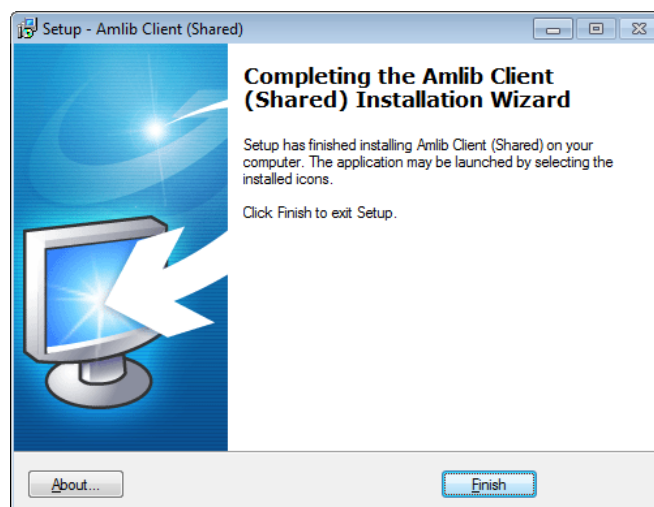 Setup - Amlib Client (Shared)
Completing the Amlib Client
(Shared) Installation Wizard
Setup has finished installing Amlib Client (Shared) on your
computer. The application may be launched by selecting the
installed icons.
Click Finish to exit Setup.
About...
Finish